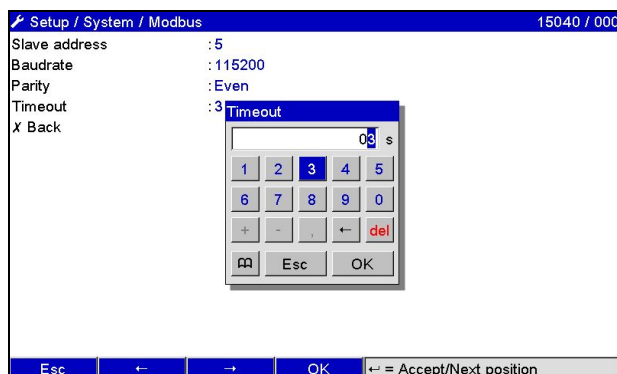 Setup / System / Modbus 15040 / 000
Slave address :5
Baudrate :115200
Parity :Even
Timeout :3
X Back
Timeout
03 s
1 2 3 4 5
6 7 8 9 0
+ - , ← del
Esc OK
Esc ← → OK ↵ = Accept/Next position